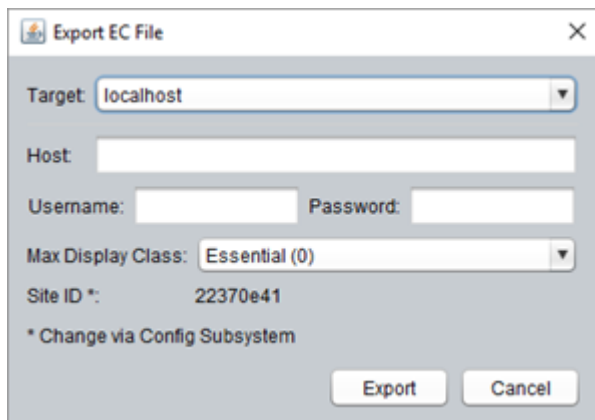 Export EC File
Target: localhost
Host:
Username: Password:
Max Display Class: Essential (0)
Site ID *: 22370e41
* Change via Config Subsystem
Export Cancel